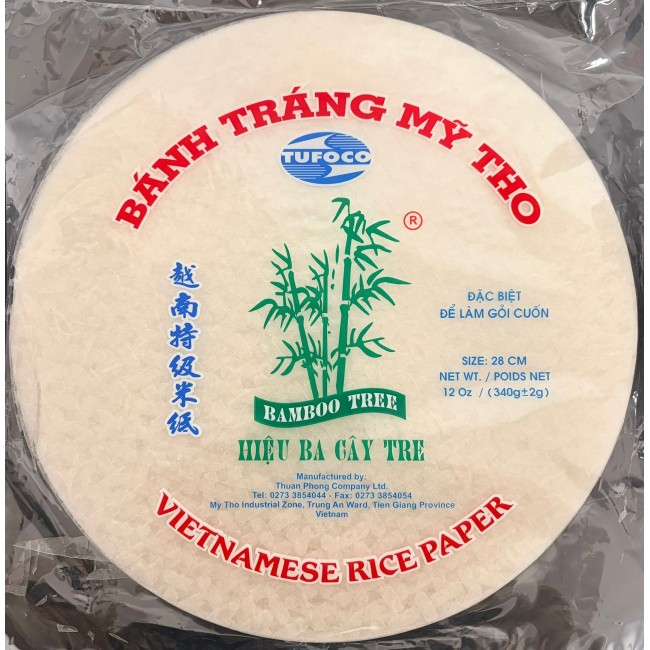 BÁNH TRÁNG MỸ THO
TUFOCO
®
越南特级米纸
ĐẶC BIỆT
ĐỂ LÀM GỎI CUỐN
SIZE: 28 CM
NET WT. / POIDS NET
12 Oz / (340g±2g)
BAMBOO TREE
HIỆU BA CÂY TRE
Manufactured by:
Thuan Phong Company Ltd.
Tel: 0273 3854044 - Fax: 0273 3854054
My Tho Industrial Zone, Trung An Ward, Tien Giang Province
Vietnam
VIETNAMESE RICE PAPER